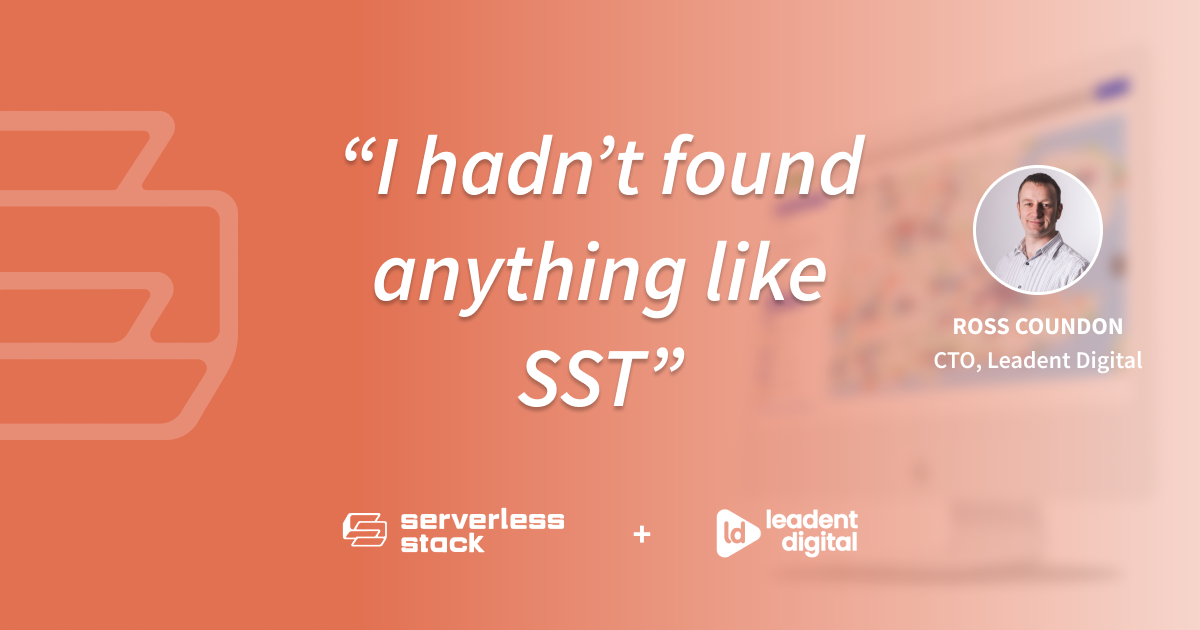 “I hadn’t found
anything like
SST”
ROSS COUNDON
CTO, Leadent Digital
serverless
stack
+
ld
leadent
digital